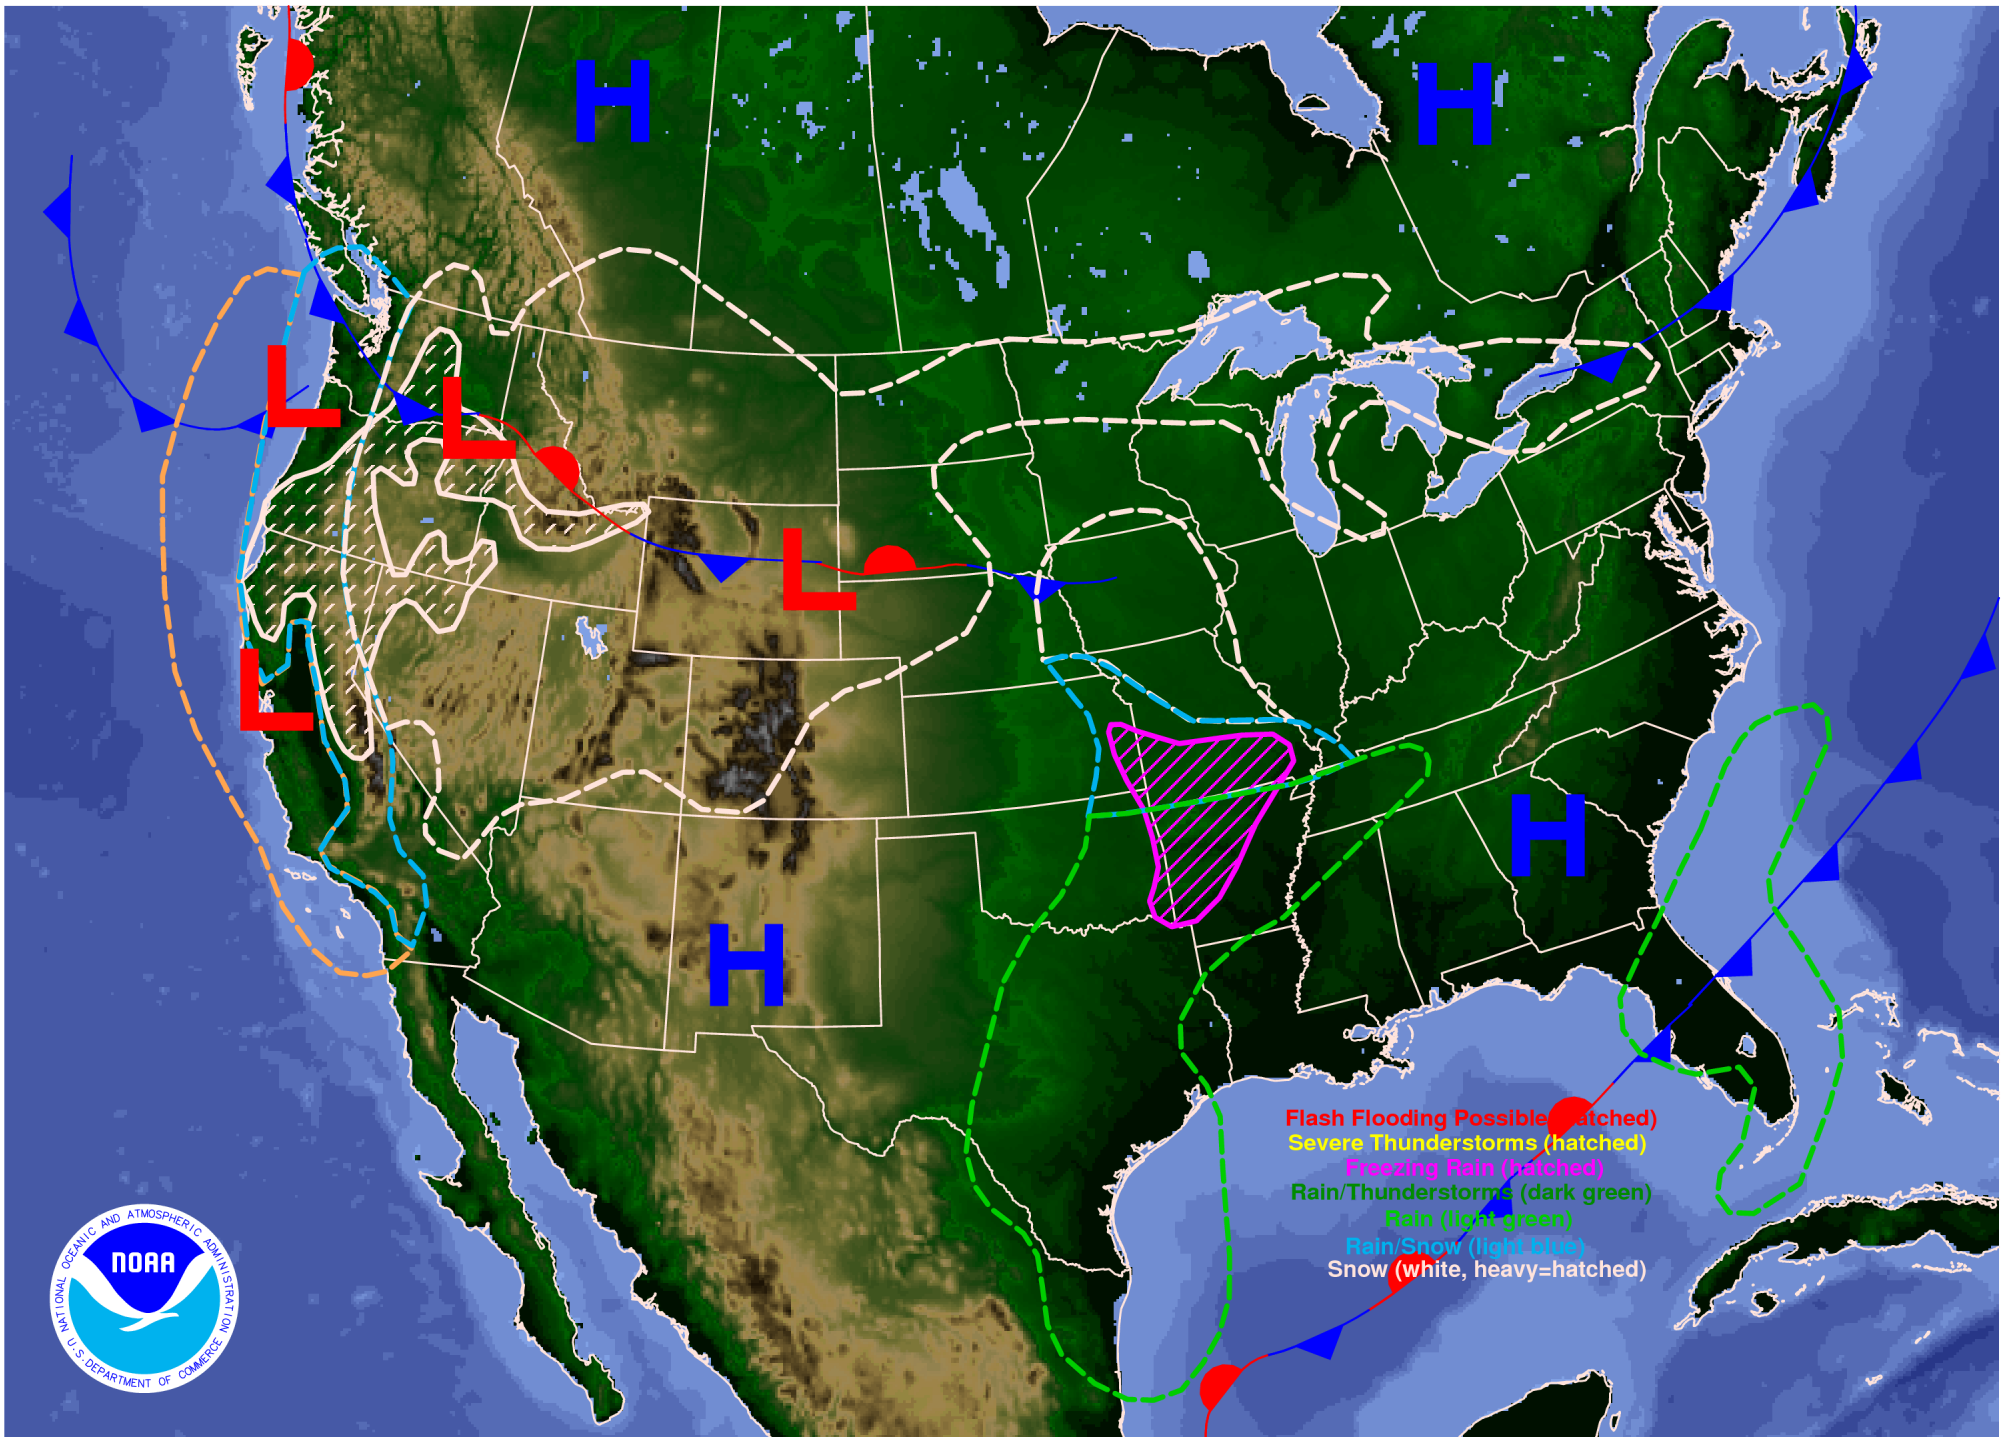 H
H
L
L
L
L
H
H
Flash Flooding Possible (hatched)
Severe Thunderstorms (hatched)
Freezing Rain (hatched)
Rain/Thunderstorms (dark green)
Rain (light green)
Rain/Snow (light blue)
Snow (white, heavy=hatched)
NATIONAL OCEANIC AND ATMOSPHERIC ADMINISTRATION
NOAA
U.S. DEPARTMENT OF COMMERCE